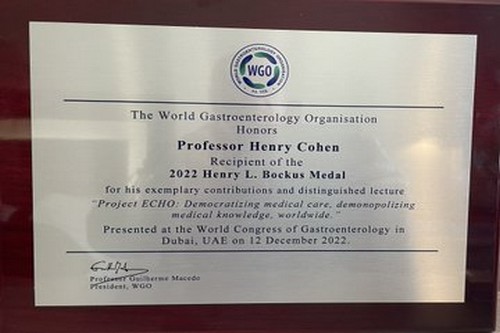 WGO
The World Gastroenterology Organisation
Honors
Professor Henry Cohen
Recipient of the
2022 Henry L. Bockus Medal
for his exemplary contributions and distinguished lecture
"Project ECHO: Democratizing medical care, demonopolizing
medical knowledge, worldwide."
Presented at the World Congress of Gastroenterology in
Dubai, UAE on 12 December 2022.
Professor Guilherme Macedo
President, WGO